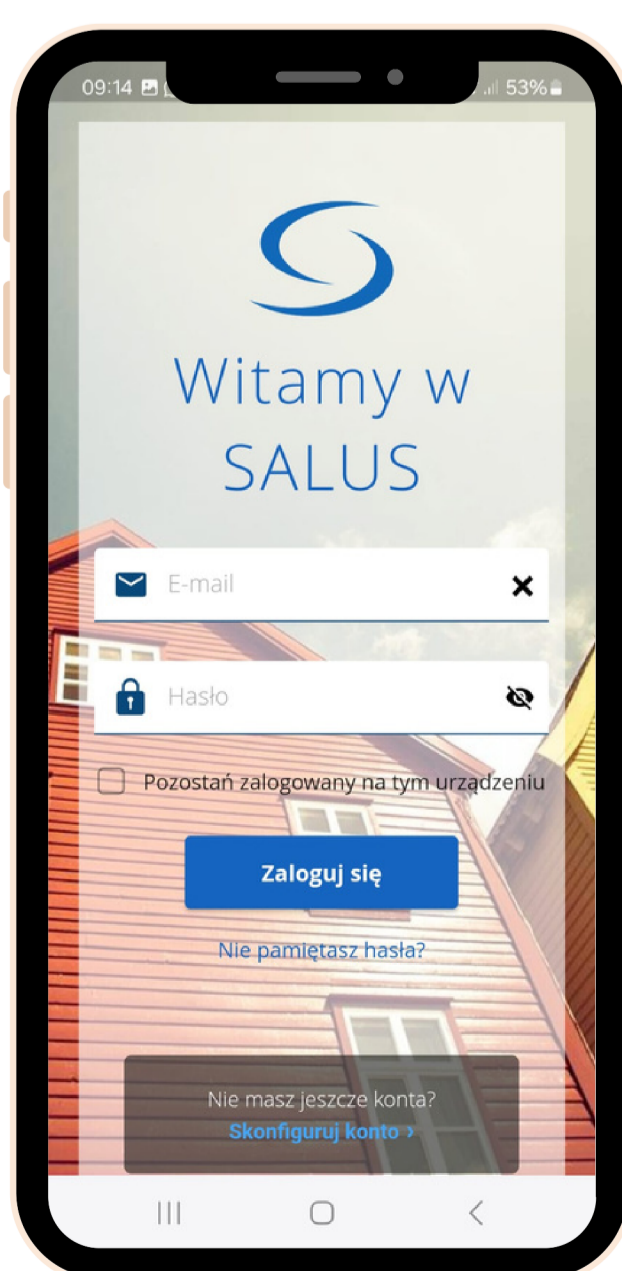 09:14
53%
Witamy w
SALUS
E-mail
Hasło
Pozostań zalogowany na tym urządzeniu
Zaloguj się
Nie pamiętasz hasła?
Nie masz jeszcze konta?
Skonfiguruj konto ›